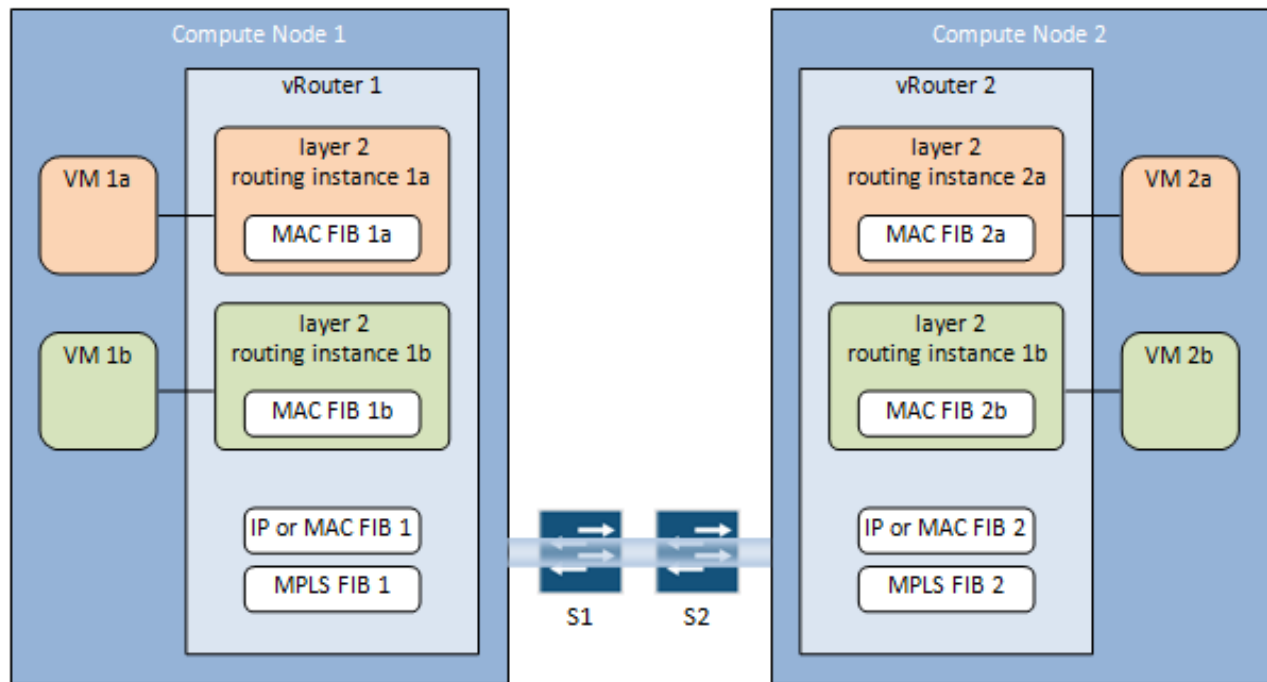 Compute Node 1
vRouter 1
layer 2
routing instance 1a
MAC FIB 1a
VM 1a
layer 2
routing instance 1b
MAC FIB 1b
VM 1b
IP or MAC FIB 1
MPLS FIB 1
S1
S2
Compute Node 2
vRouter 2
layer 2
routing instance 2a
MAC FIB 2a
VM 2a
layer 2
routing instance 1b
MAC FIB 2b
VM 2b
IP or MAC FIB 2
MPLS FIB 2